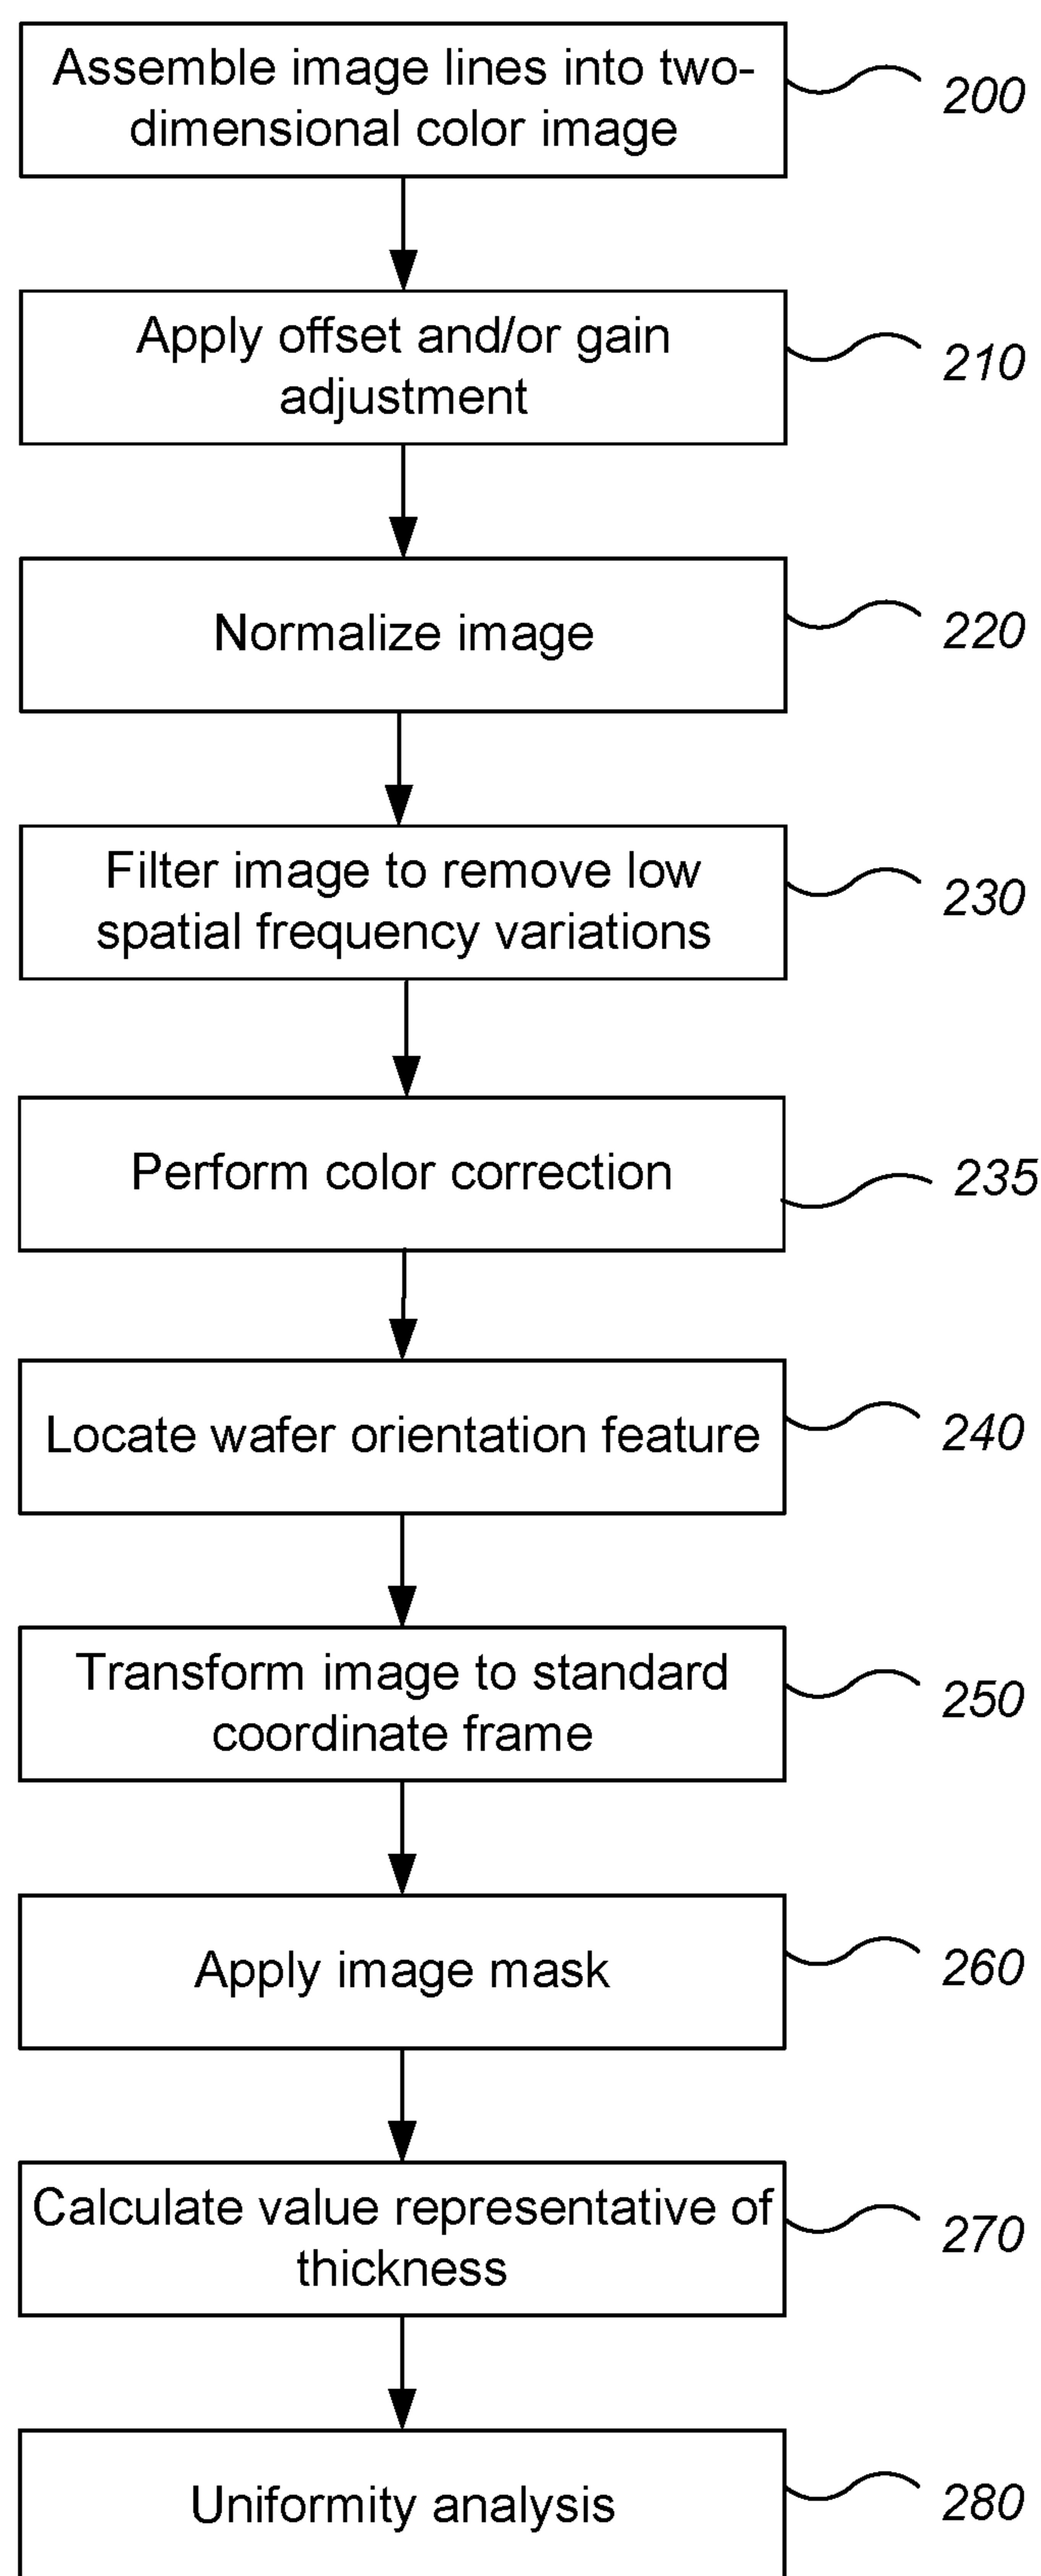 Assemble image lines into two-
dimensional color image
200
Apply offset and/or gain
adjustment
210
Normalize image
220
Filter image to remove low
spatial frequency variations
230
Perform color correction
235
Locate wafer orientation feature
240
Transform image to standard
coordinate frame
250
Apply image mask
260
Calculate value representative of
thickness
270
Uniformity analysis
280